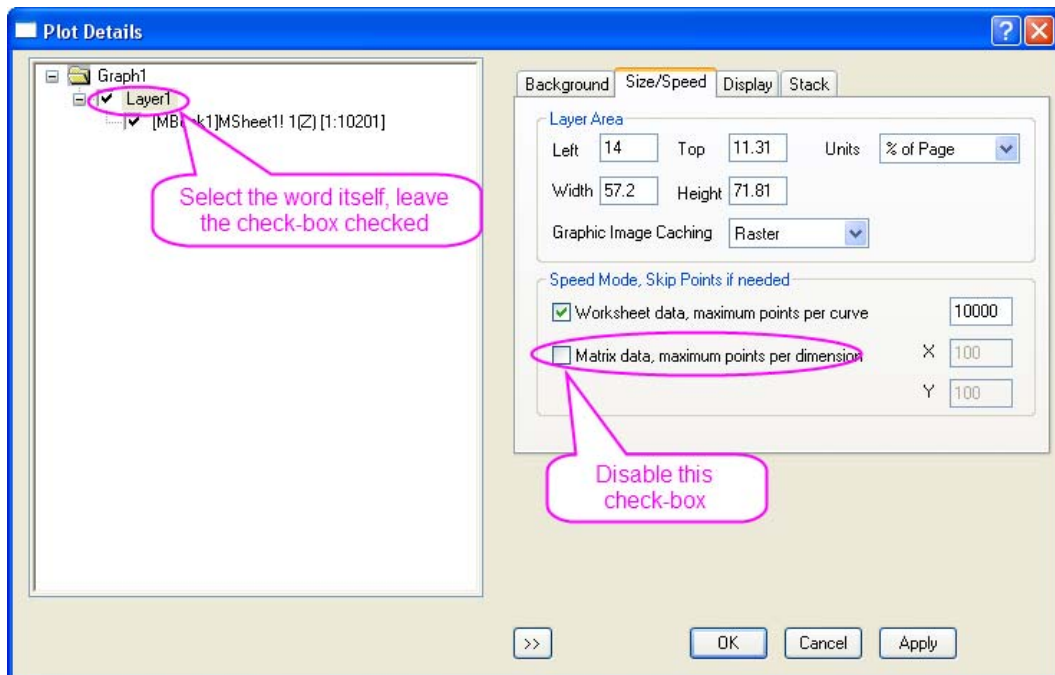 Plot Details
Graph1
Layer1
[MB k1]MSheet1! 1(Z) [1:10201]
Select the word itself, leave
the check-box checked
Background Size/Speed Display Stack
Layer Area
Left 14 Top 11.31 Units % of Page
Width 57.2 Height 71.81
Graphic Image Caching Raster
Speed Mode, Skip Points if needed
Worksheet data, maximum points per curve 10000
Matrix data, maximum points per dimension X 100
Y 100
Disable this
check-box
>> OK Cancel Apply